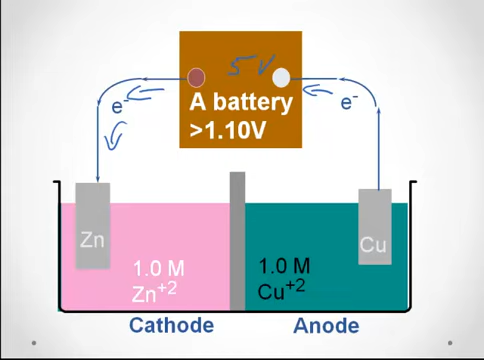 5V
e⁻
A battery
>1.10V
e⁻
Zn
1.0 M
Zn⁺²
1.0 M
Cu⁺²
Cu
Cathode
Anode